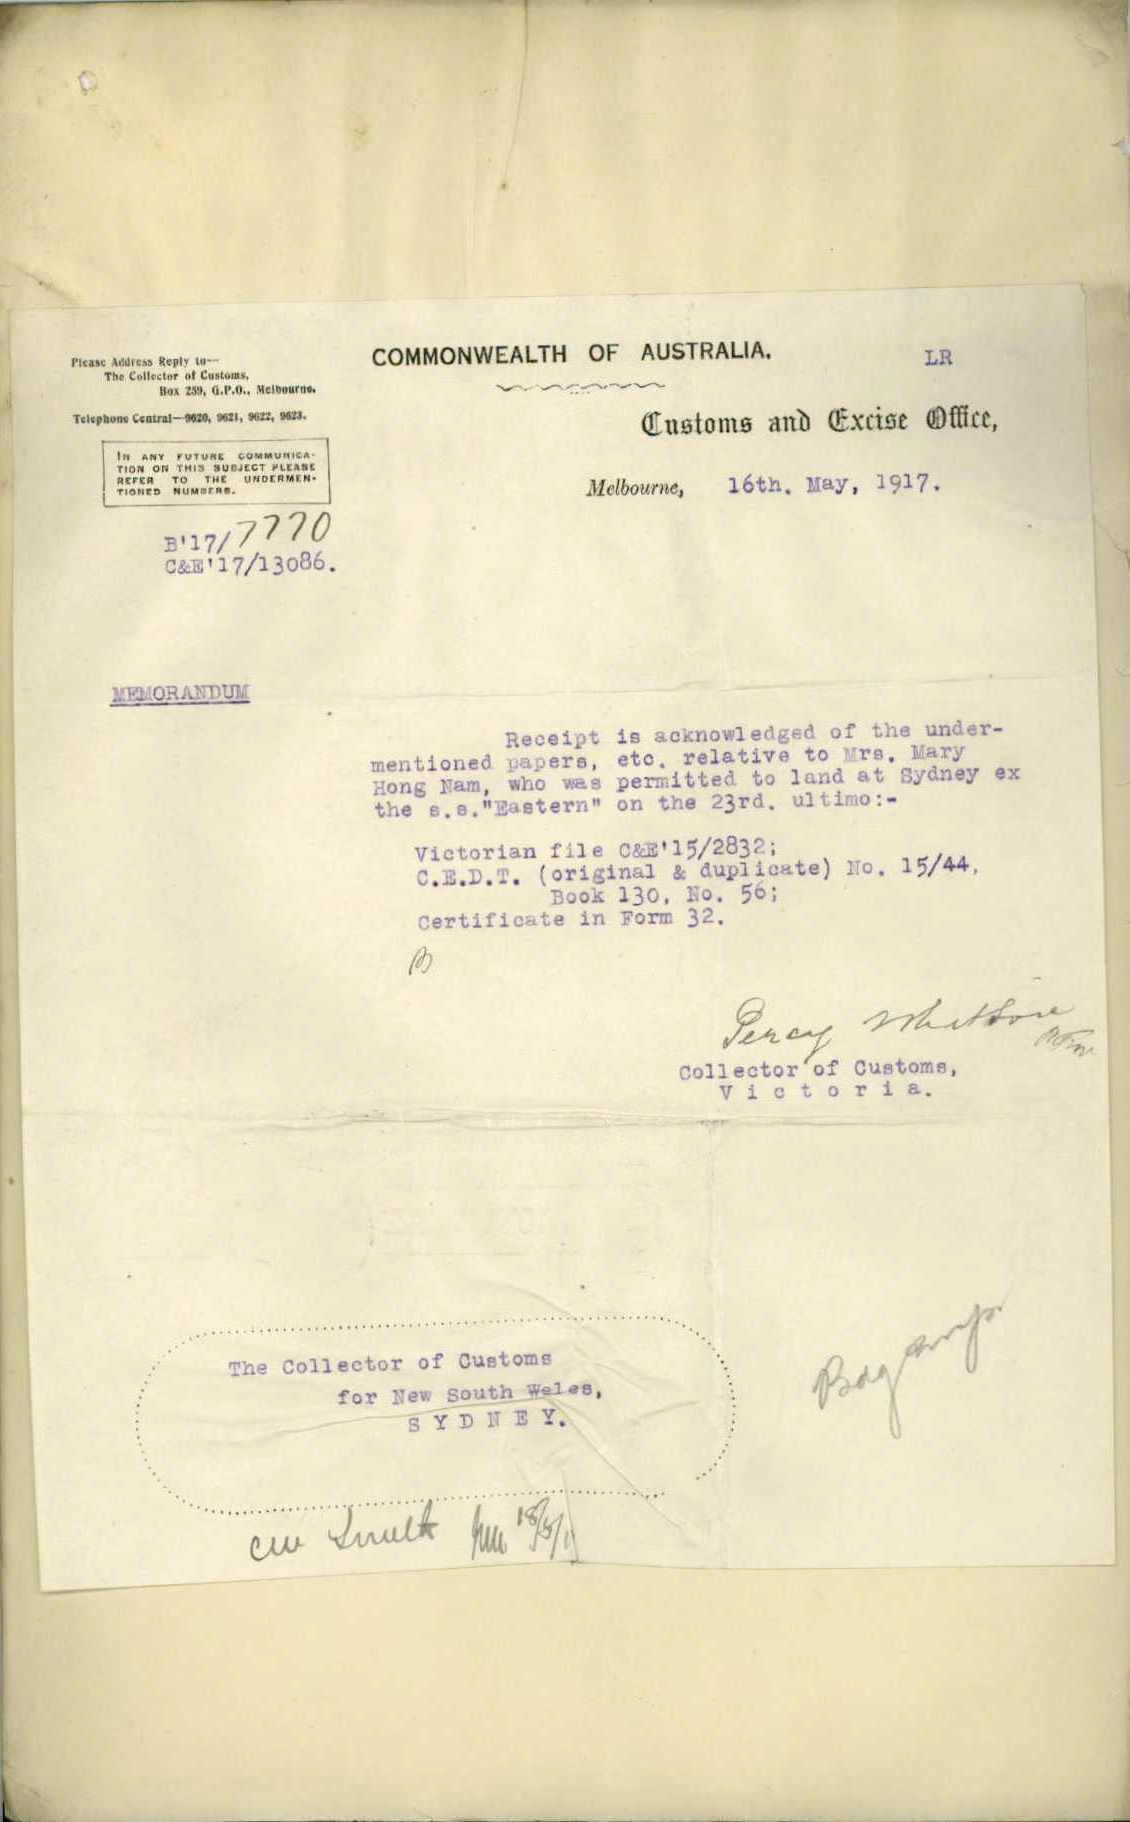 Please Address Reply to—
The Collector of Customs,
Box 259, G.P.O., Melbourne.
Telephone Central—9620, 9621, 9622, 9623.
IN ANY FUTURE COMMUNICA-
TION ON THIS SUBJECT PLEASE
REFER TO THE UNDERMEN-
TIONED NUMBERS.
B'17/7770
C&E'17/13086.
COMMONWEALTH OF AUSTRALIA.
LR
Customs and Excise Office,
Melbourne, 16th. May, 1917.
MEMORANDUM
Receipt is acknowledged of the under-
mentioned papers, etc. relative to Mrs. Mary
Hong Nam, who was permitted to land at Sydney ex
the s.s."Eastern" on the 23rd. ultimo:-
Victorian file C&E'15/2832;
C.E.D.T. (original & duplicate) No. 15/44,
Book 130, No. 56;
Certificate in Form 32.
Percy Whitton
Collector of Customs,
Victoria.
The Collector of Customs
for New South Wales,
SYDNEY.
18/5/17